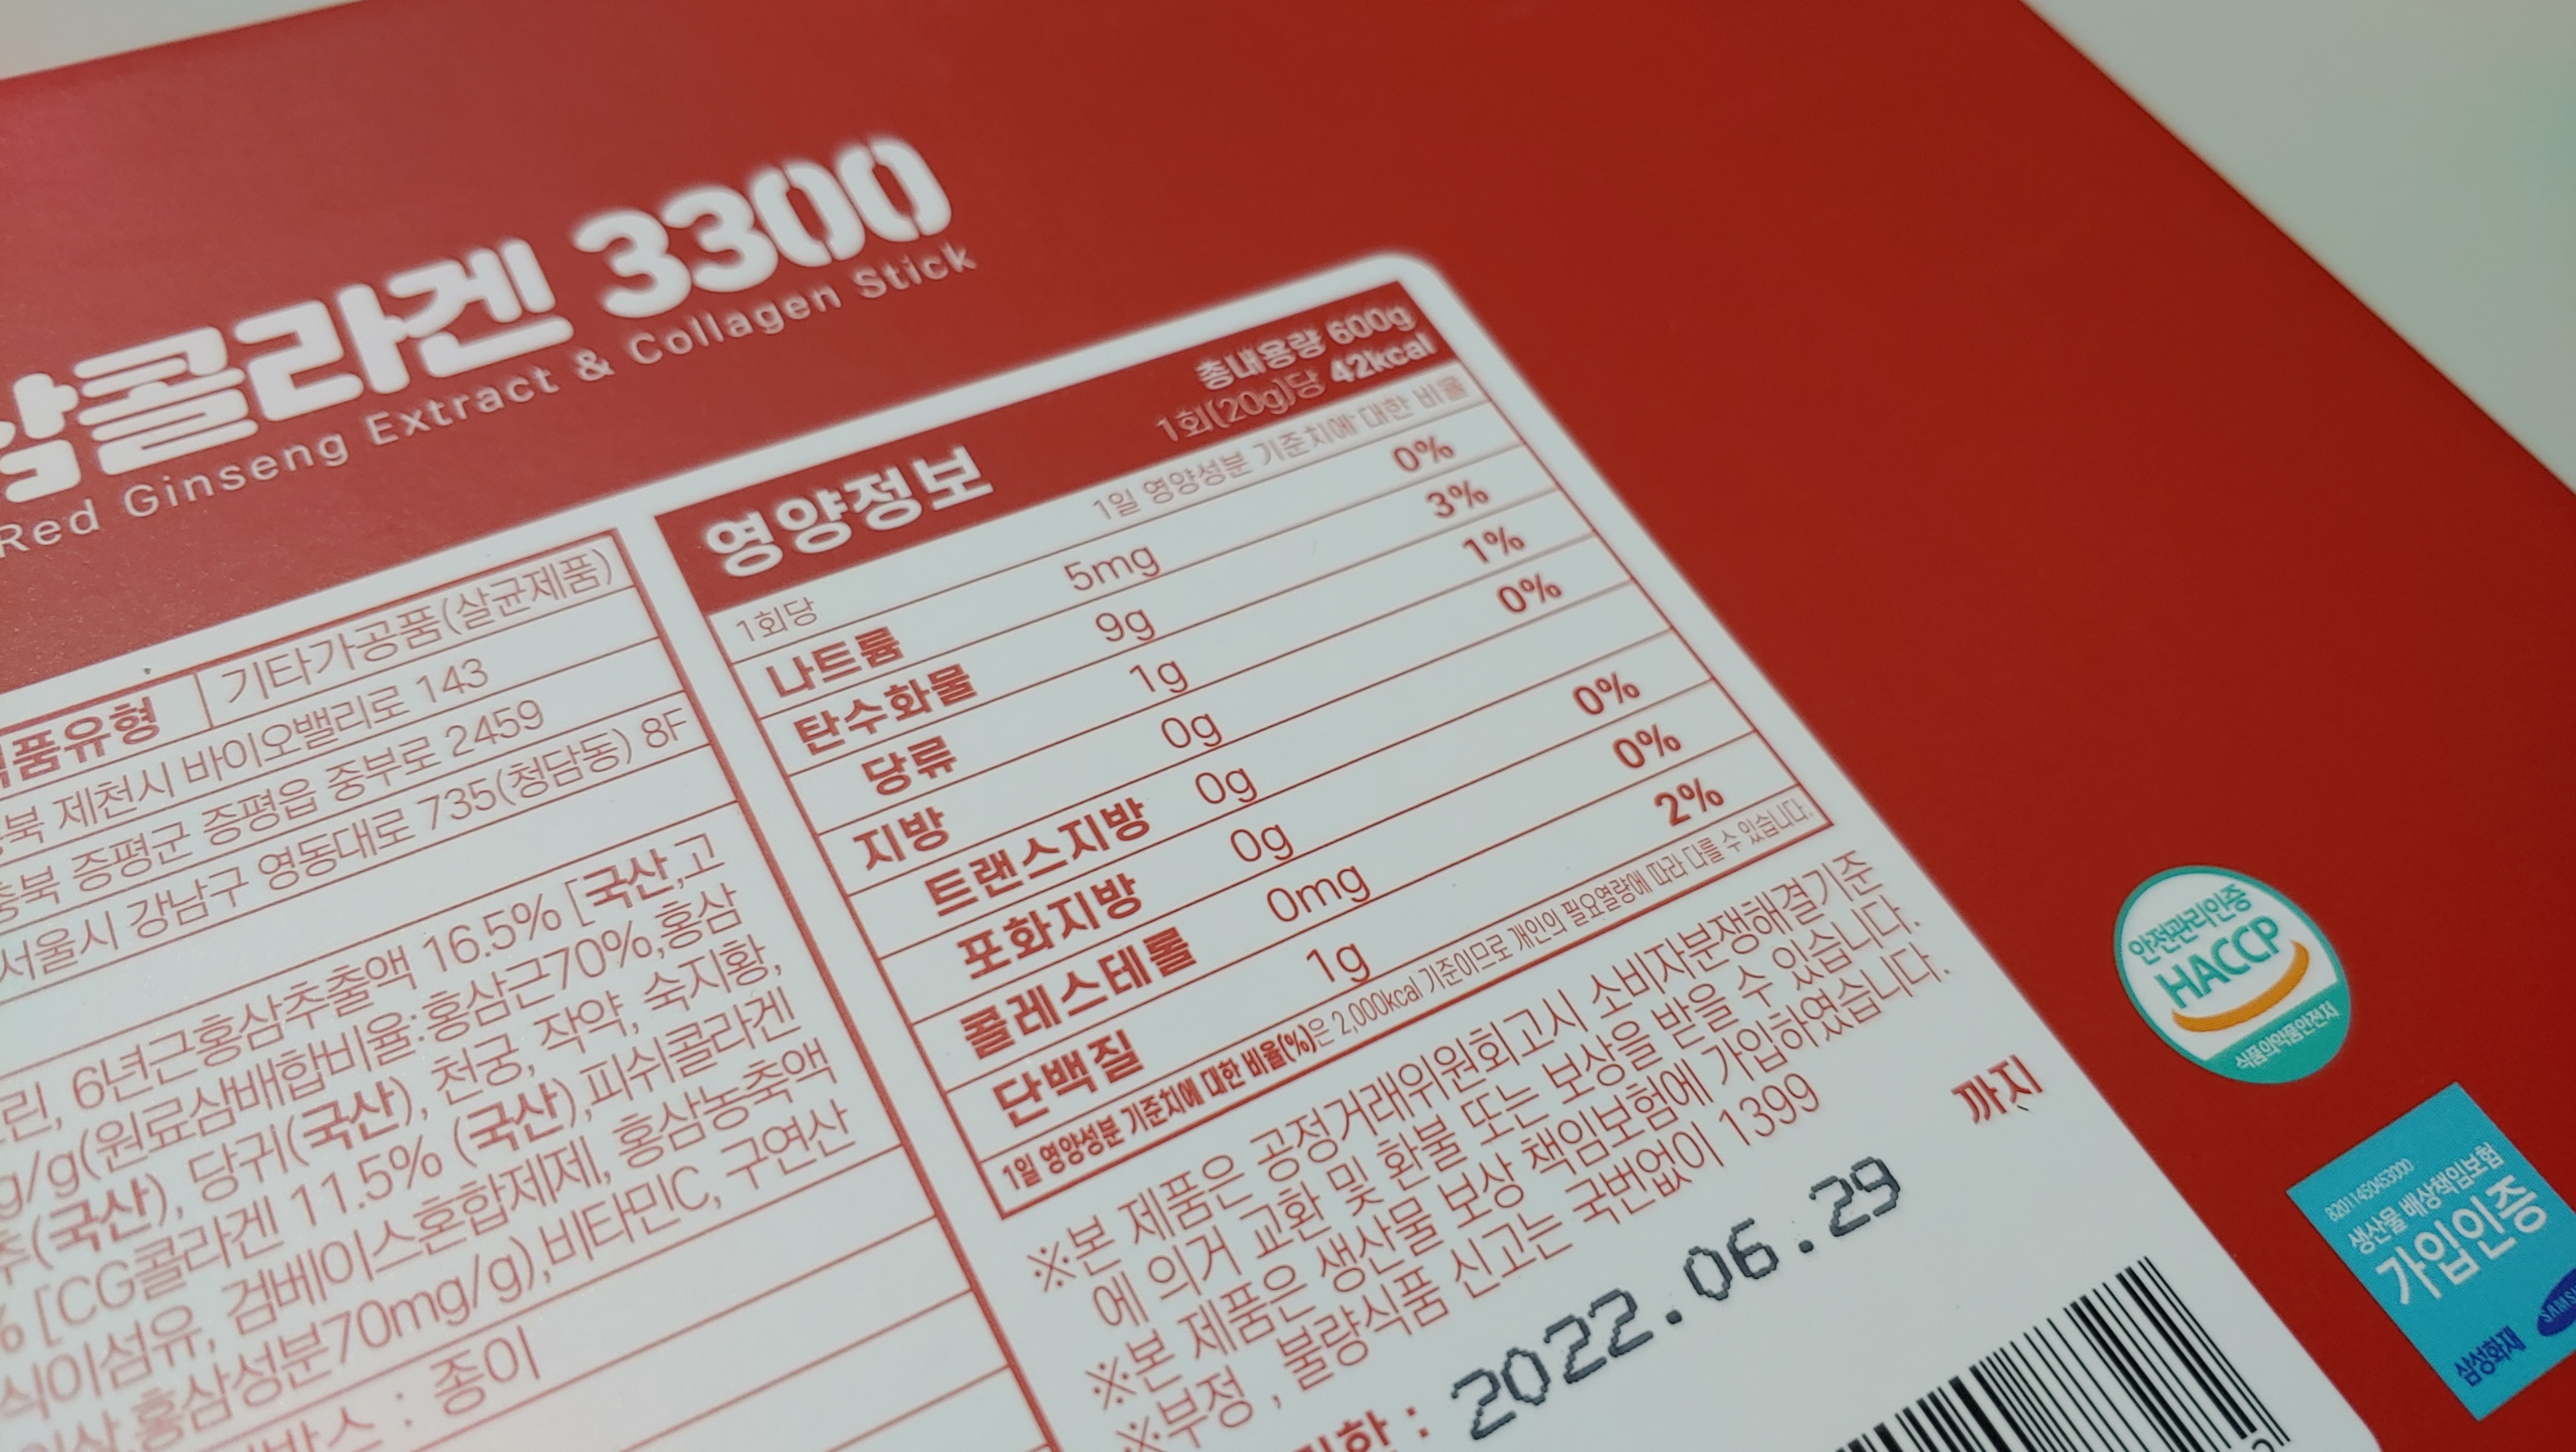 삼콜라겐 3300
Red Ginseng Extract & Collagen Stick
품유형 기타가공품(살균제품)
북 제천시 바이오밸리로 143
충북 증평군 증평읍 중부로 2459
서울시 강남구 영동대로 735(청담동) 8F
린, 6년근홍삼추출액 16.5% [국산,고
g/g(원료삼배합비율:홍삼근70%,홍삼
(국산), 당귀(국산), 천궁, 작약, 숙지황,
% [CG콜라겐 11.5% (국산),피쉬콜라겐
식이섬유, 검베이스혼합제제, 홍삼농축액
홍삼성분70mg/g),비타민C, 구연산
: 종이
영양정보
총내용량 600g
1회(20g)당 42kcal
1회당 1일 영양성분 기준치에 대한 비율
나트륨 5mg 0%
탄수화물 9g 3%
당류 1g 1%
지방 0g 0%
트랜스지방 0g
포화지방 0g 0%
콜레스테롤 0mg 0%
단백질 1g 2%
1일 영양성분 기준치에 대한 비율(%)은 2,000kcal 기준이므로 개인의 필요열량에 따라 다를 수 있습니다.
※본 제품은 공정거래위원회고시 소비자분쟁해결기준
에 의거 교환 및 환불 또는 보상을 받을 수 있습니다.
※본 제품은 생산물 보상 책임보험에 가입하였습니다.
※부정 , 불량식품 신고는 국번없이 1399
: 2022.06.29 까지
안전관리인증
HACCP
식품의약품안전처
생산물 배상책임보험
가입인증
삼성화재